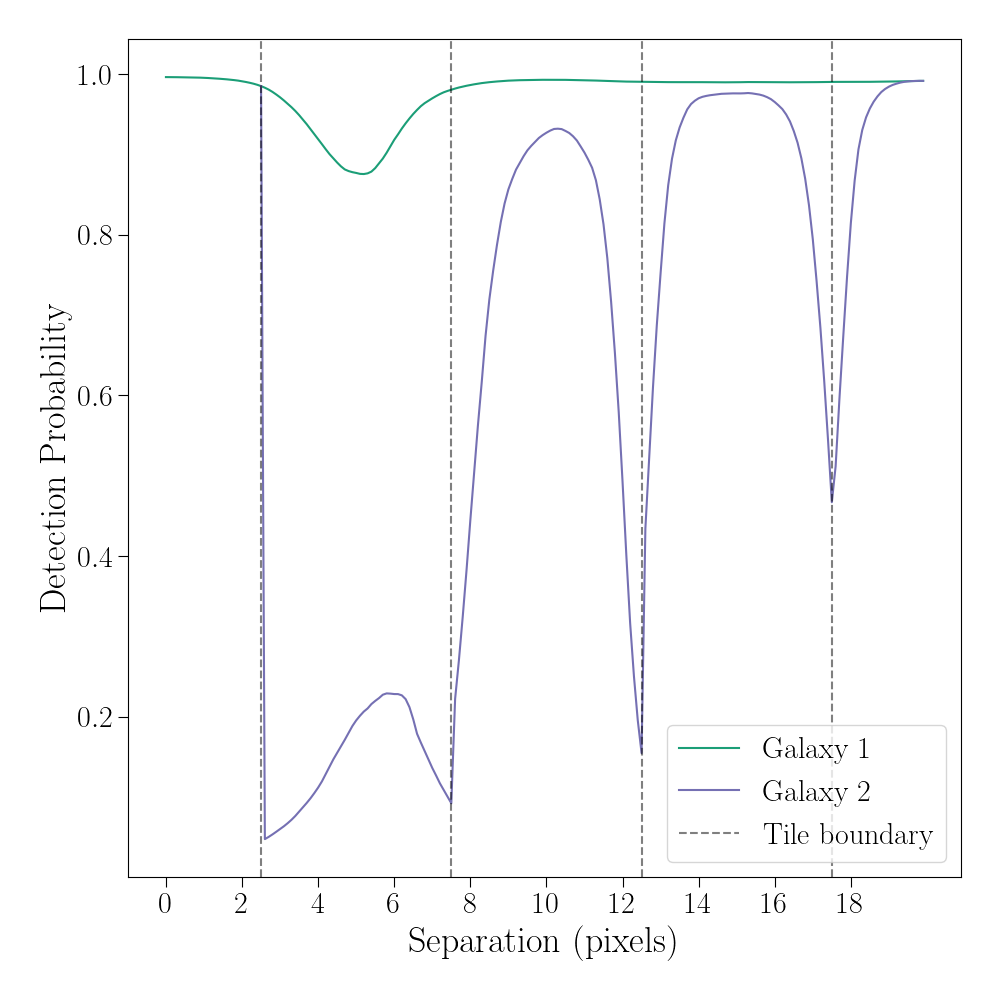 1.0
0.8
0.6
0.4
0.2
Detection Probability
Galaxy 1
Galaxy 2
Tile boundary
0 2 4 6 8 10 12 14 16 18
Separation (pixels)